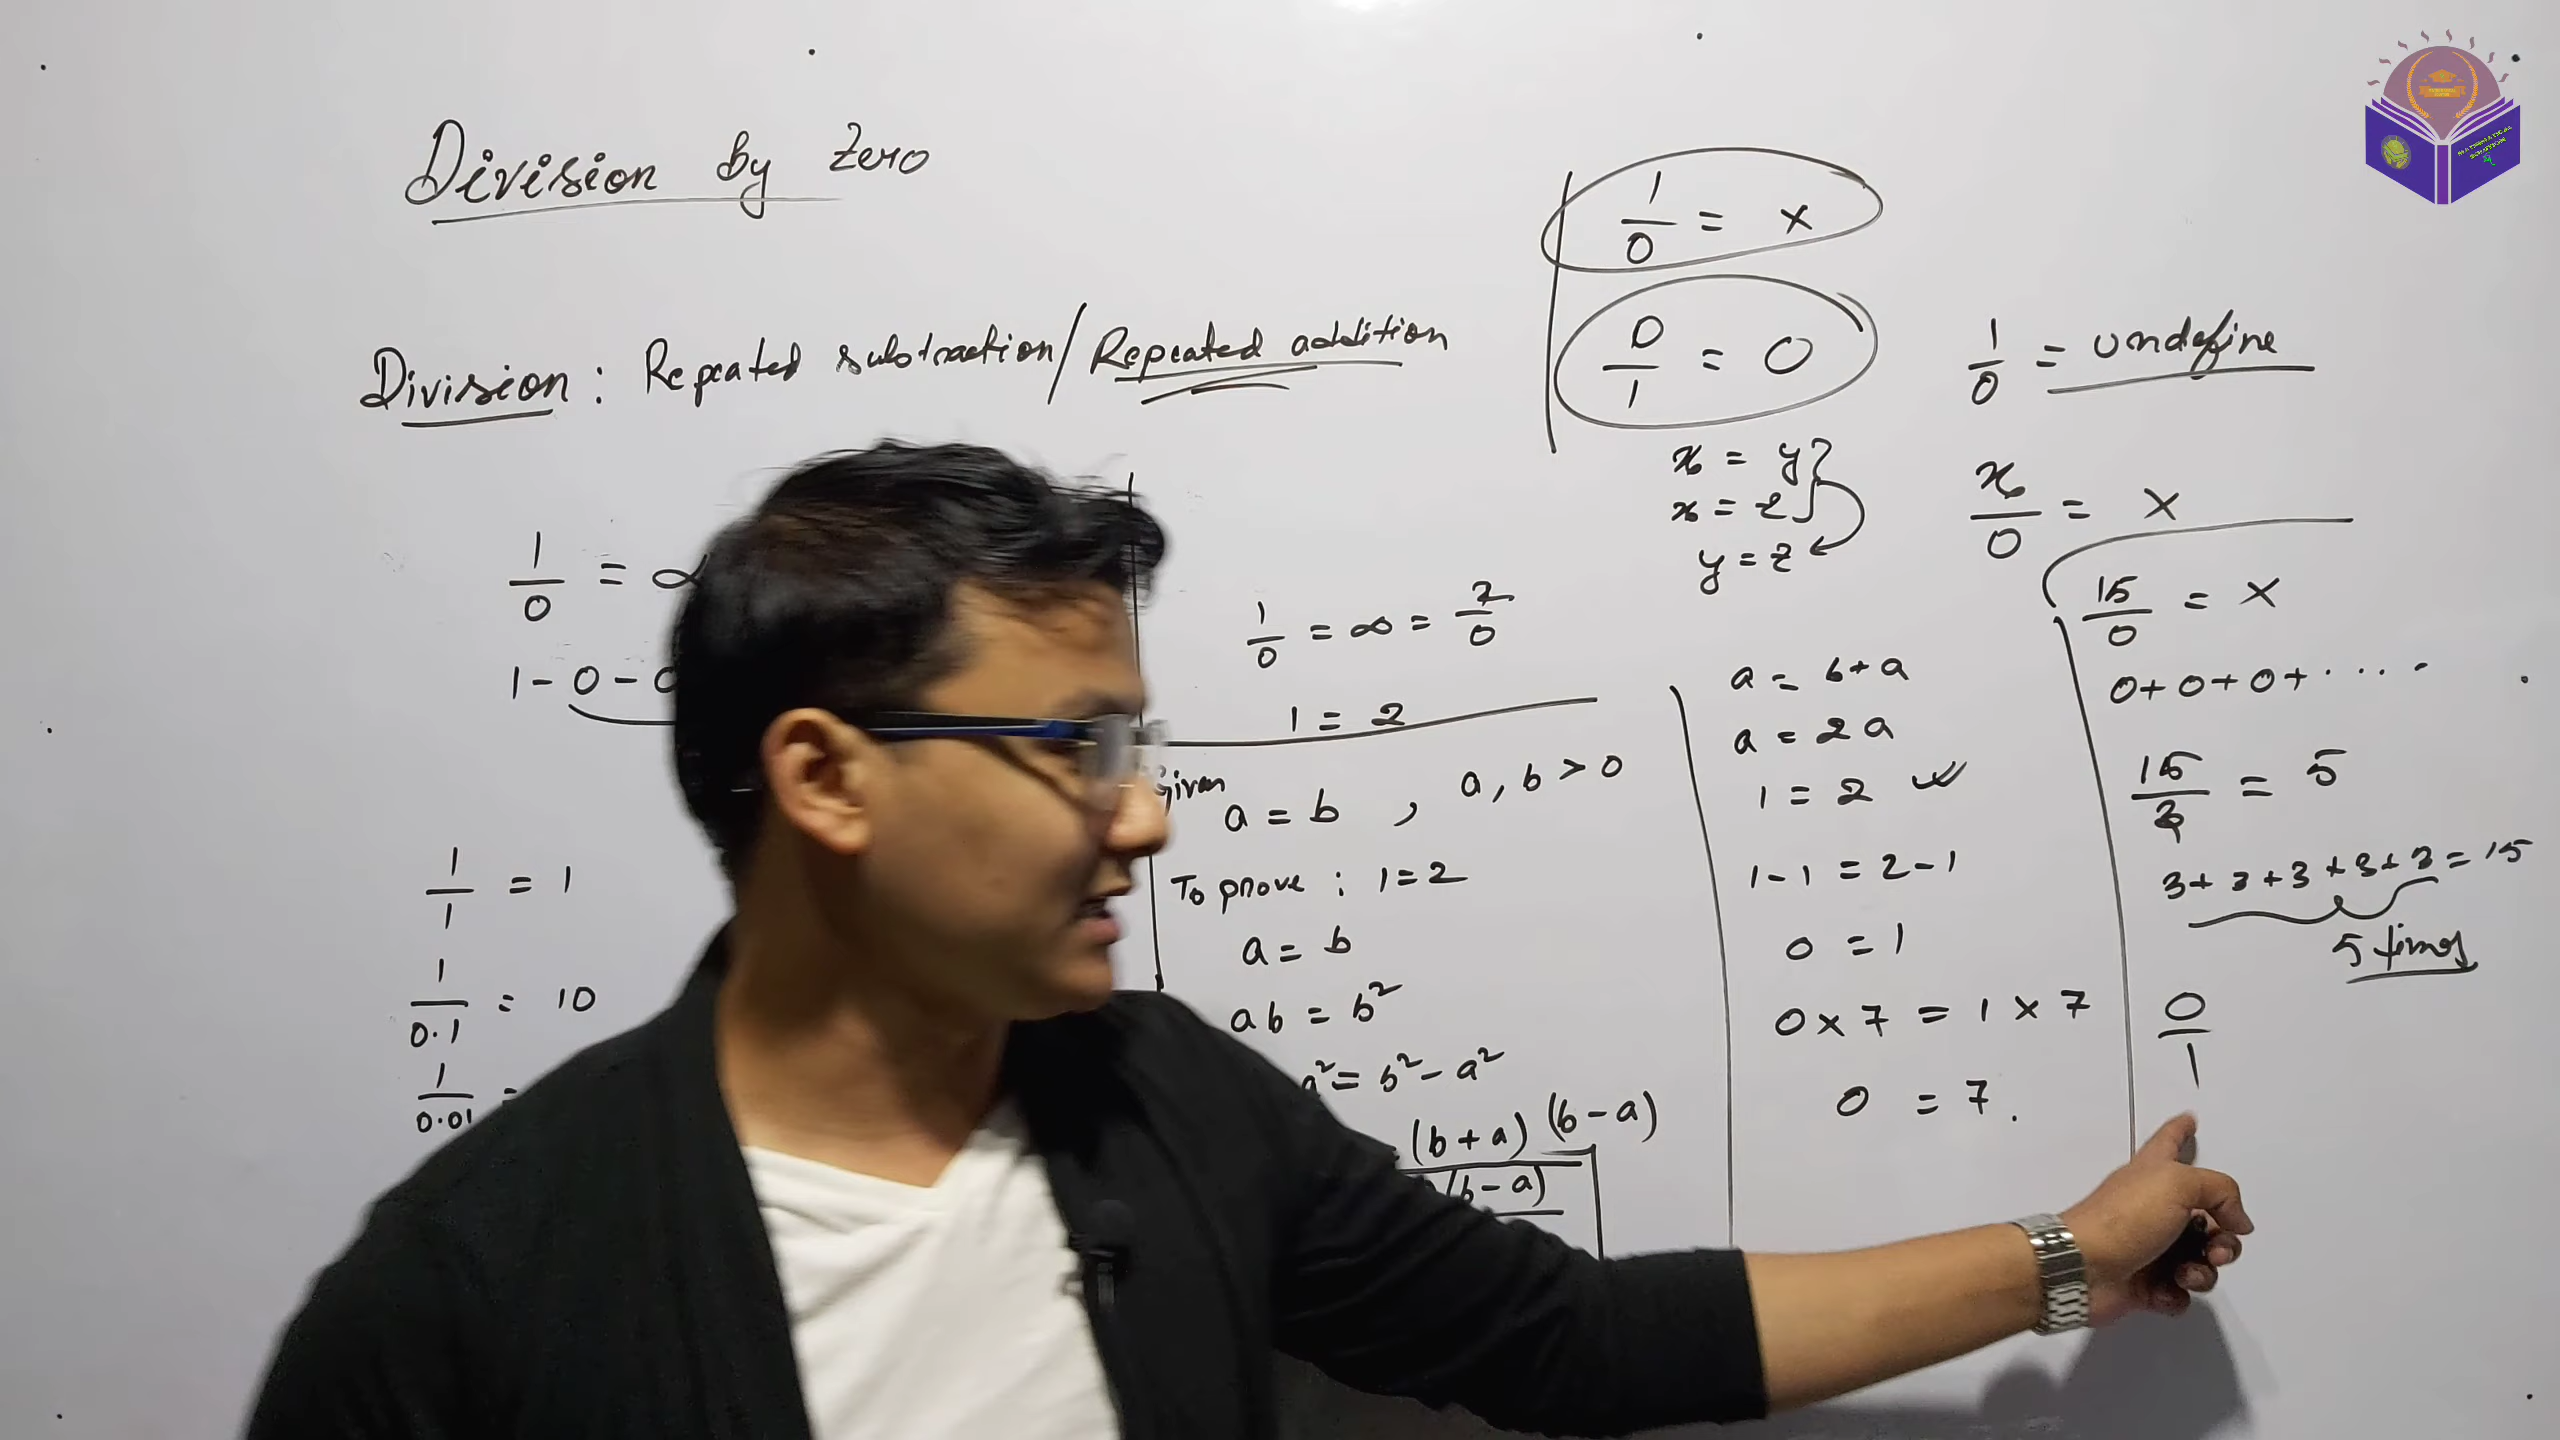 Division by Zero
Division: Repeated subtraction/Repeated addition
1/0 =
1-0-0
1/1 = 1
1/0.1 = 10
1/0.01 =
1/0 = ∞ = 2/0
1 = 2
Given
a = b , a, b > 0
To prove : 1=2
a = b
ab = b²
a² = b² - a²
(b+a) (b-a)
(b-a)
1/0 = ×
0/1 = 0
x = y
x = z
y = z
a = b+a
a = 2a
1 = 2 ✓
1-1 = 2-1
0 = 1
0×7 = 1×7
0 = 7.
1/0 = undefine
x/0 = ×
15/0 = ×
0+0+0+.....
15/3 = 5
3+3+3+3+3=15
5 times
0/1